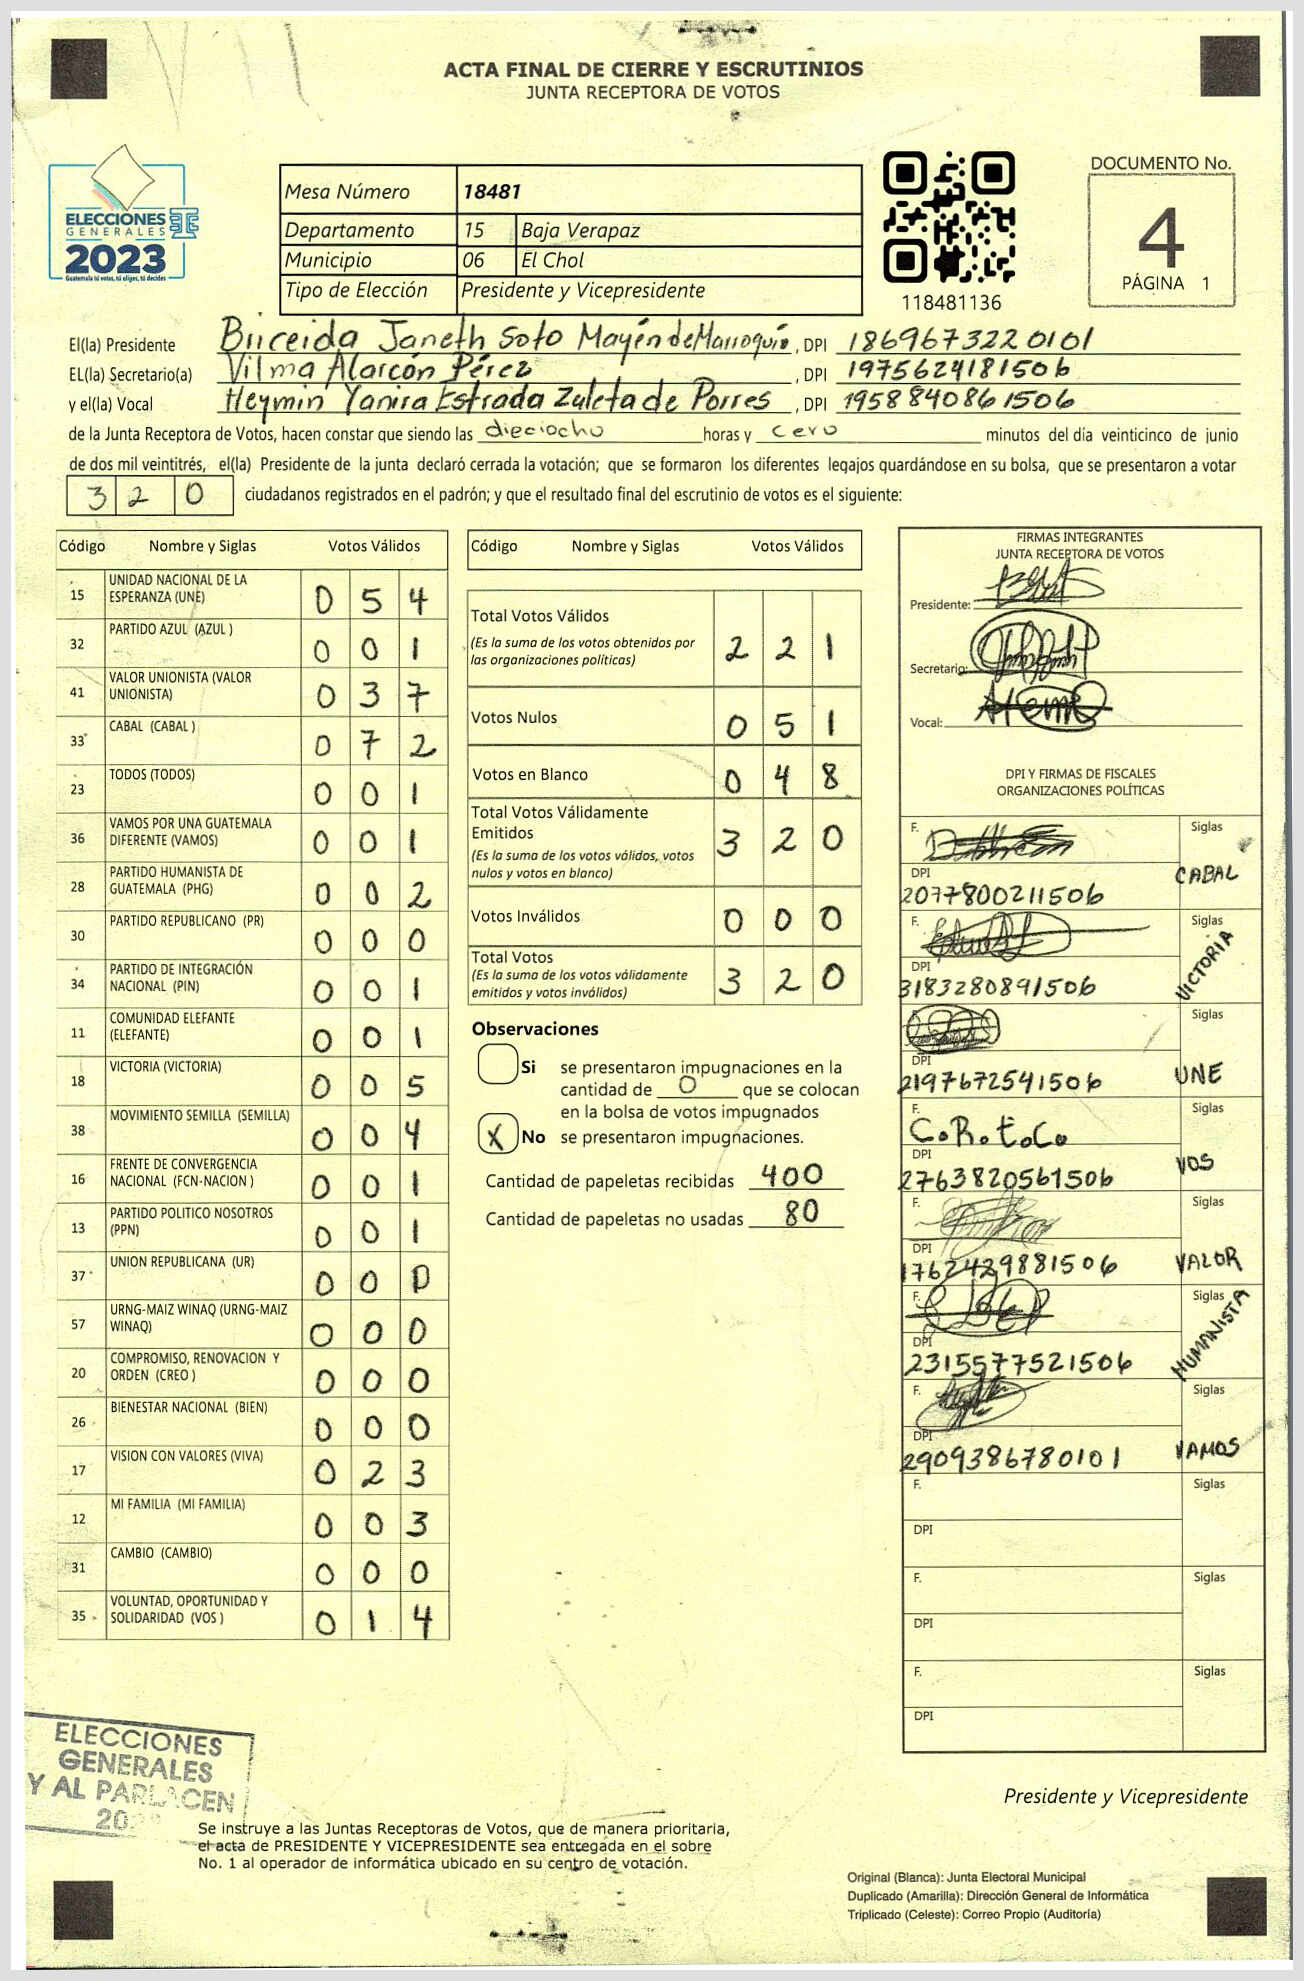 ACTA FINAL DE CIERRE Y ESCRUTINIOS
JUNTA RECEPTORA DE VOTOS
ELECCIONES
GENERALES
2023
Guatemala tú votas, tú eliges, tú decides
Mesa Número 18481
Departamento 15 Baja Verapaz
Municipio 06 El Chol
Tipo de Elección Presidente y Vicepresidente
118481136
DOCUMENTO No.
4
PÁGINA 1
El(la) Presidente Briceida Janeth Soto Mayén de Marroquín, DPI 1869673220101
EL(la) Secretario(a) Vilma Alarcón Pérez, DPI 1975624181506
y el(la) Vocal Heymin Yanira Estrada Zuleta de Porres, DPI 1958840861506
de la Junta Receptora de Votos, hacen constar que siendo las dieciocho horas y cero minutos del día veinticinco de junio
de dos mil veintitrés, el(la) Presidente de la junta declaró cerrada la votación; que se formaron los diferentes legajos guardándose en su bolsa, que se presentaron a votar
320 ciudadanos registrados en el padrón; y que el resultado final del escrutinio de votos es el siguiente:
Código Nombre y Siglas Votos Válidos
15 UNIDAD NACIONAL DE LA ESPERANZA (UNE) 0 5 4
32 PARTIDO AZUL (AZUL ) 0 0 1
41 VALOR UNIONISTA (VALOR UNIONISTA) 0 3 7
33 CABAL (CABAL ) 0 7 2
23 TODOS (TODOS) 0 0 1
36 VAMOS POR UNA GUATEMALA DIFERENTE (VAMOS) 0 0 1
28 PARTIDO HUMANISTA DE GUATEMALA (PHG) 0 0 2
30 PARTIDO REPUBLICANO (PR) 0 0 0
34 PARTIDO DE INTEGRACIÓN NACIONAL (PIN) 0 0 1
11 COMUNIDAD ELEFANTE (ELEFANTE) 0 0 1
18 VICTORIA (VICTORIA) 0 0 5
38 MOVIMIENTO SEMILLA (SEMILLA) 0 0 4
16 FRENTE DE CONVERGENCIA NACIONAL (FCN-NACION ) 0 0 1
13 PARTIDO POLITICO NOSOTROS (PPN) 0 0 1
37 UNION REPUBLICANA (UR) 0 0 0
57 URNG-MAIZ WINAQ (URNG-MAIZ WINAQ) 0 0 0
20 COMPROMISO, RENOVACION Y ORDEN (CREO ) 0 0 0
26 BIENESTAR NACIONAL (BIEN) 0 0 0
17 VISION CON VALORES (VIVA) 0 2 3
12 MI FAMILIA (MI FAMILIA) 0 0 3
31 CAMBIO (CAMBIO) 0 0 0
35 VOLUNTAD, OPORTUNIDAD Y SOLIDARIDAD (VOS ) 0 1 4
Código Nombre y Siglas Votos Válidos
Total Votos Válidos 2 2 1
(Es la suma de los votos obtenidos por
las organizaciones políticas)
Votos Nulos 0 5 1
Votos en Blanco 0 4 8
Total Votos Válidamente
Emitidos 3 2 0
(Es la suma de los votos válidos, votos
nulos y votos en blanco)
Votos Inválidos 0 0 0
Total Votos 3 2 0
(Es la suma de los votos válidamente
emitidos y votos inválidos)
Observaciones
Si se presentaron impugnaciones en la
cantidad de 0 que se colocan
en la bolsa de votos impugnados
X No se presentaron impugnaciones.
Cantidad de papeletas recibidas 400
Cantidad de papeletas no usadas 80
FIRMAS INTEGRANTES
JUNTA RECEPTORA DE VOTOS
Presidente:
Secretario:
Vocal:
DPI Y FIRMAS DE FISCALES
ORGANIZACIONES POLÍTICAS
F. Siglas
DPI CABAL
2077800211506
F. Siglas
DPI VICTORIA
3183280891506
Siglas
DPI
2197672541506 UNE
F. Siglas
C.R.t.C.
DPI VOS
2763820561506
F. Siglas
DPI
1762429881506 VALOR
F. Siglas
DPI HUMANISTA
2315577521506
F. Siglas
DPI
2909386780101 VAMOS
F. Siglas
DPI
F. Siglas
DPI
F. Siglas
DPI
Presidente y Vicepresidente
ELECCIONES
GENERALES
Y AL PARLACEN
Se instruye a las Juntas Receptoras de Votos, que de manera prioritaria,
el acta de PRESIDENTE Y VICEPRESIDENTE sea entregada en el sobre
No. 1 al operador de informática ubicado en su centro de votación.
Original (Blanca): Junta Electoral Municipal
Duplicado (Amarilla): Dirección General de Informática
Triplicado (Celeste): Correo Propio (Auditoría)